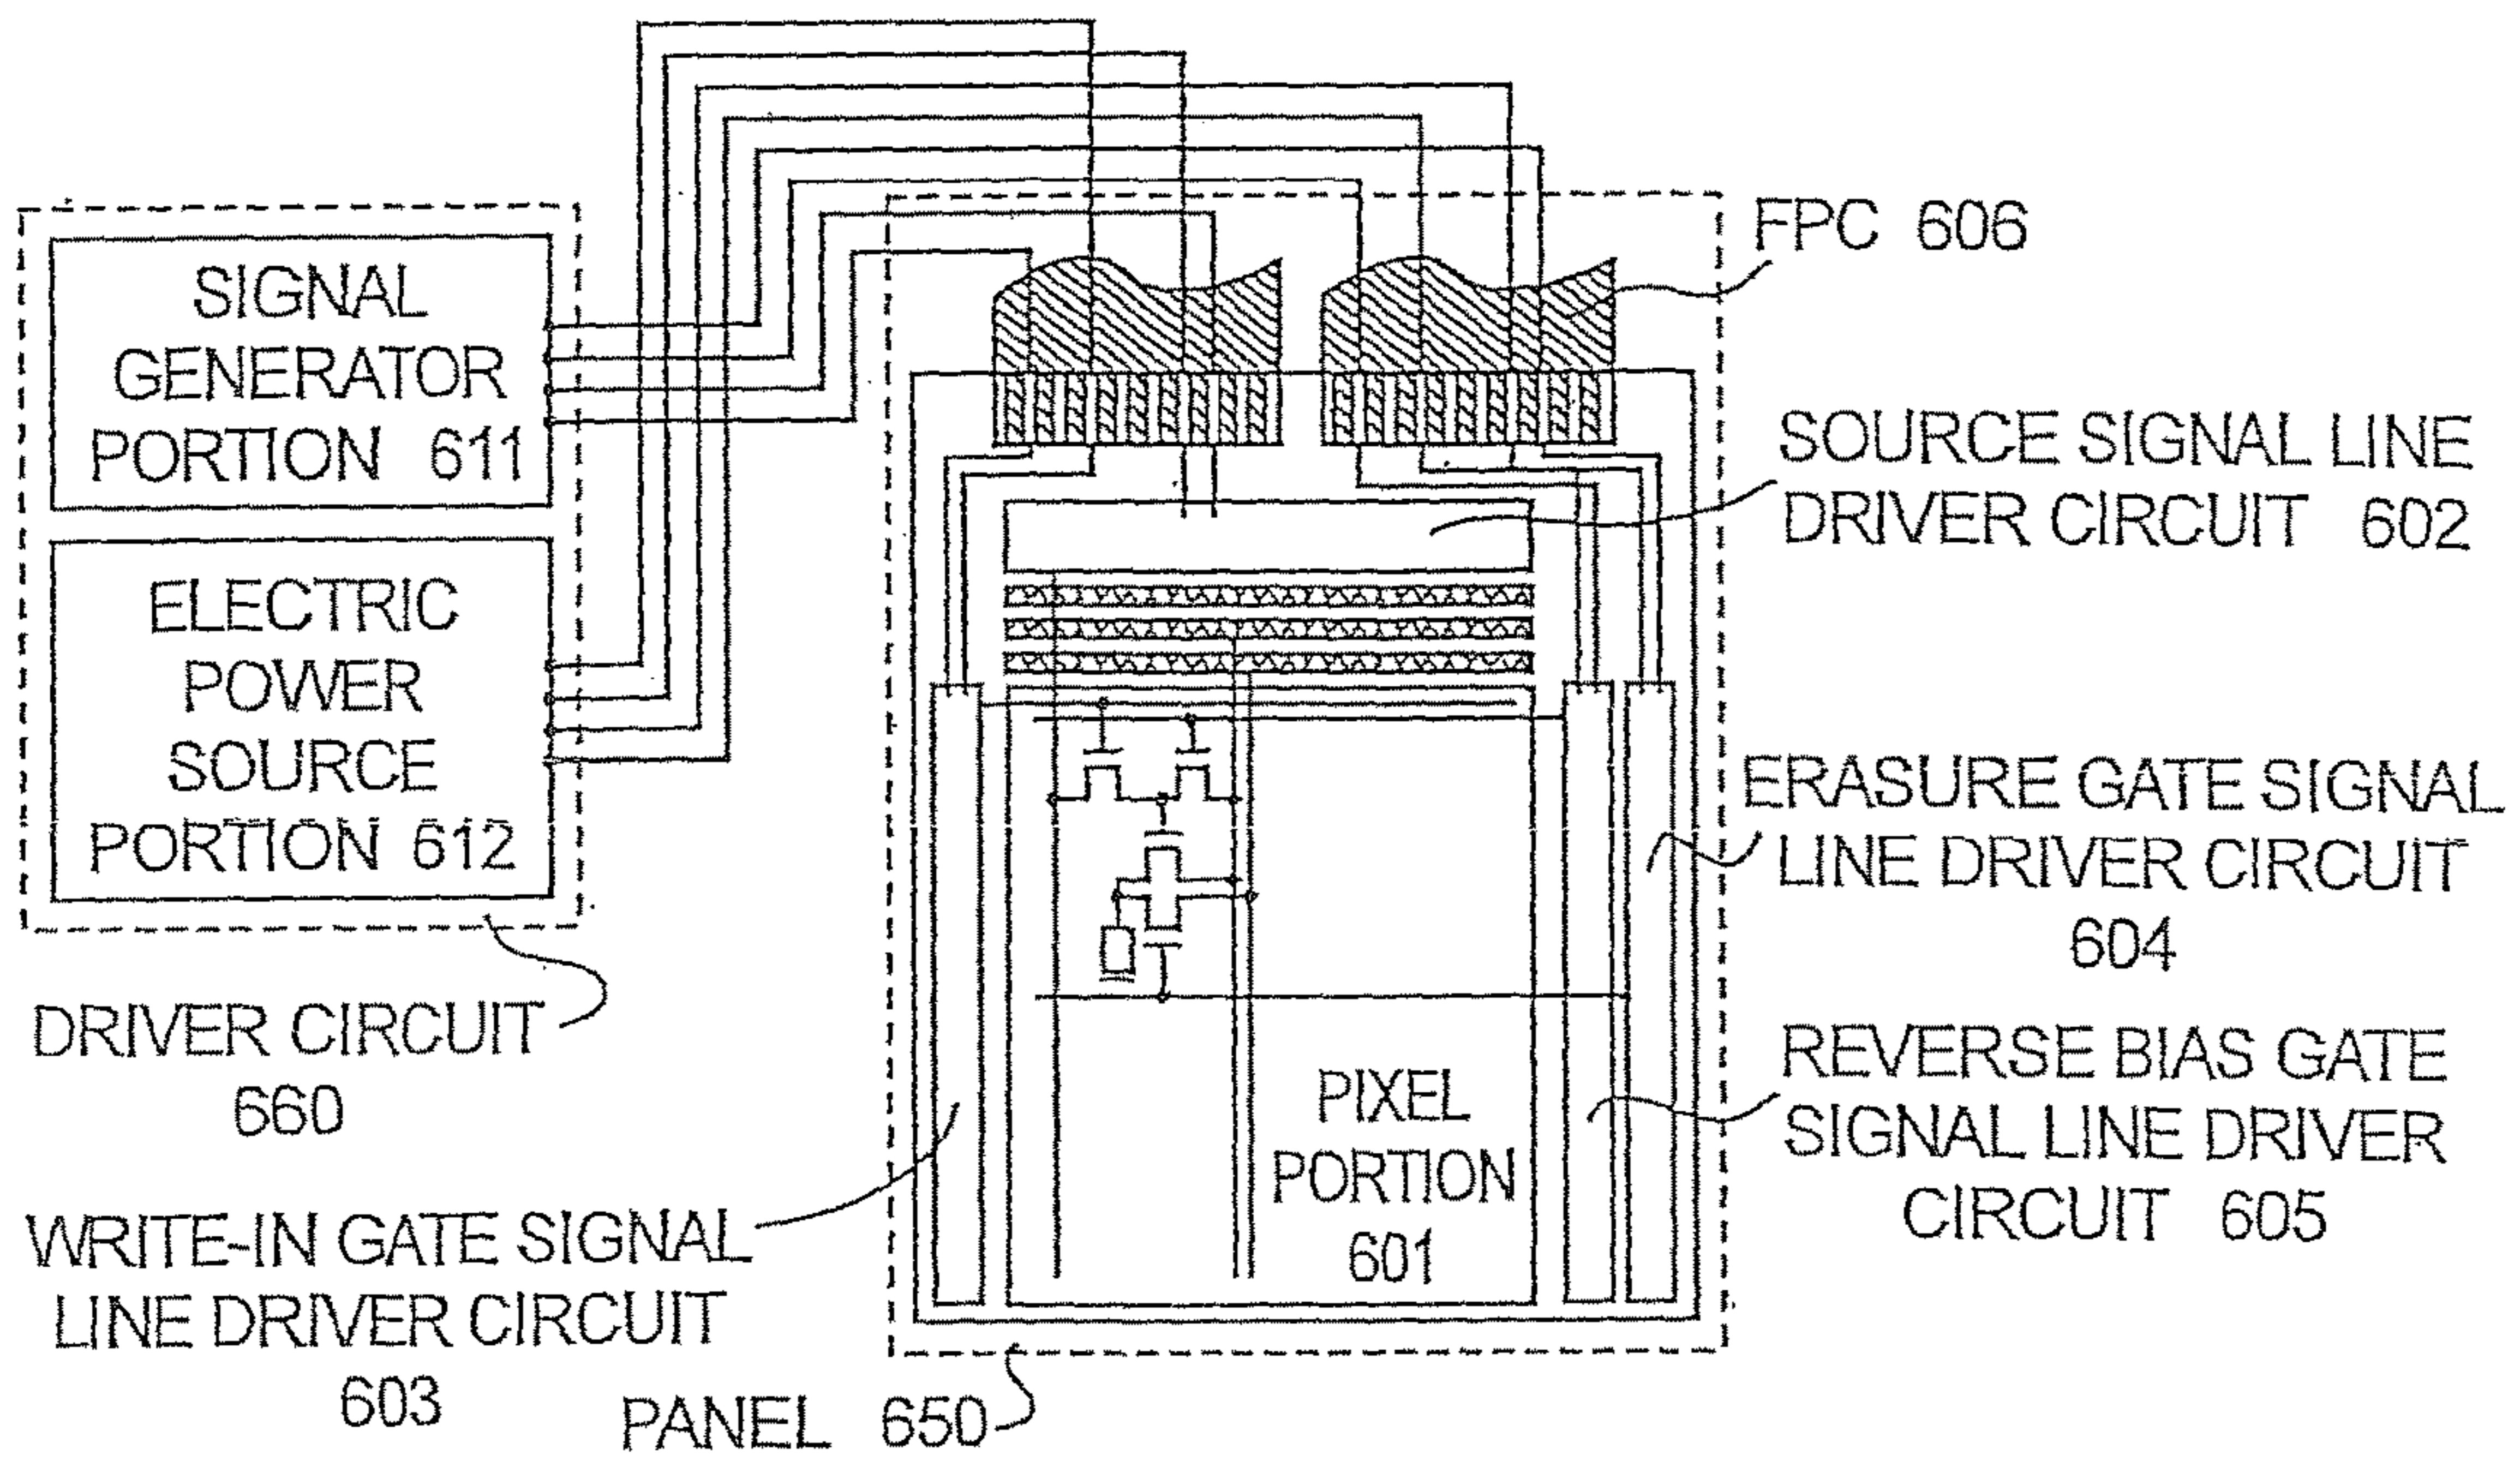 SIGNAL
GENERATOR
PORTION 611
ELECTRIC
POWER
SOURCE
PORTION 612
DRIVER CIRCUIT
660
WRITE-IN GATE SIGNAL
LINE DRIVER CIRCUIT
603
PANEL 650
FPC 606
SOURCE SIGNAL LINE
DRIVER CIRCUIT 602
ERASURE GATE SIGNAL
LINE DRIVER CIRCUIT
604
REVERSE BIAS GATE
SIGNAL LINE DRIVER
CIRCUIT 605
PIXEL
PORTION
601